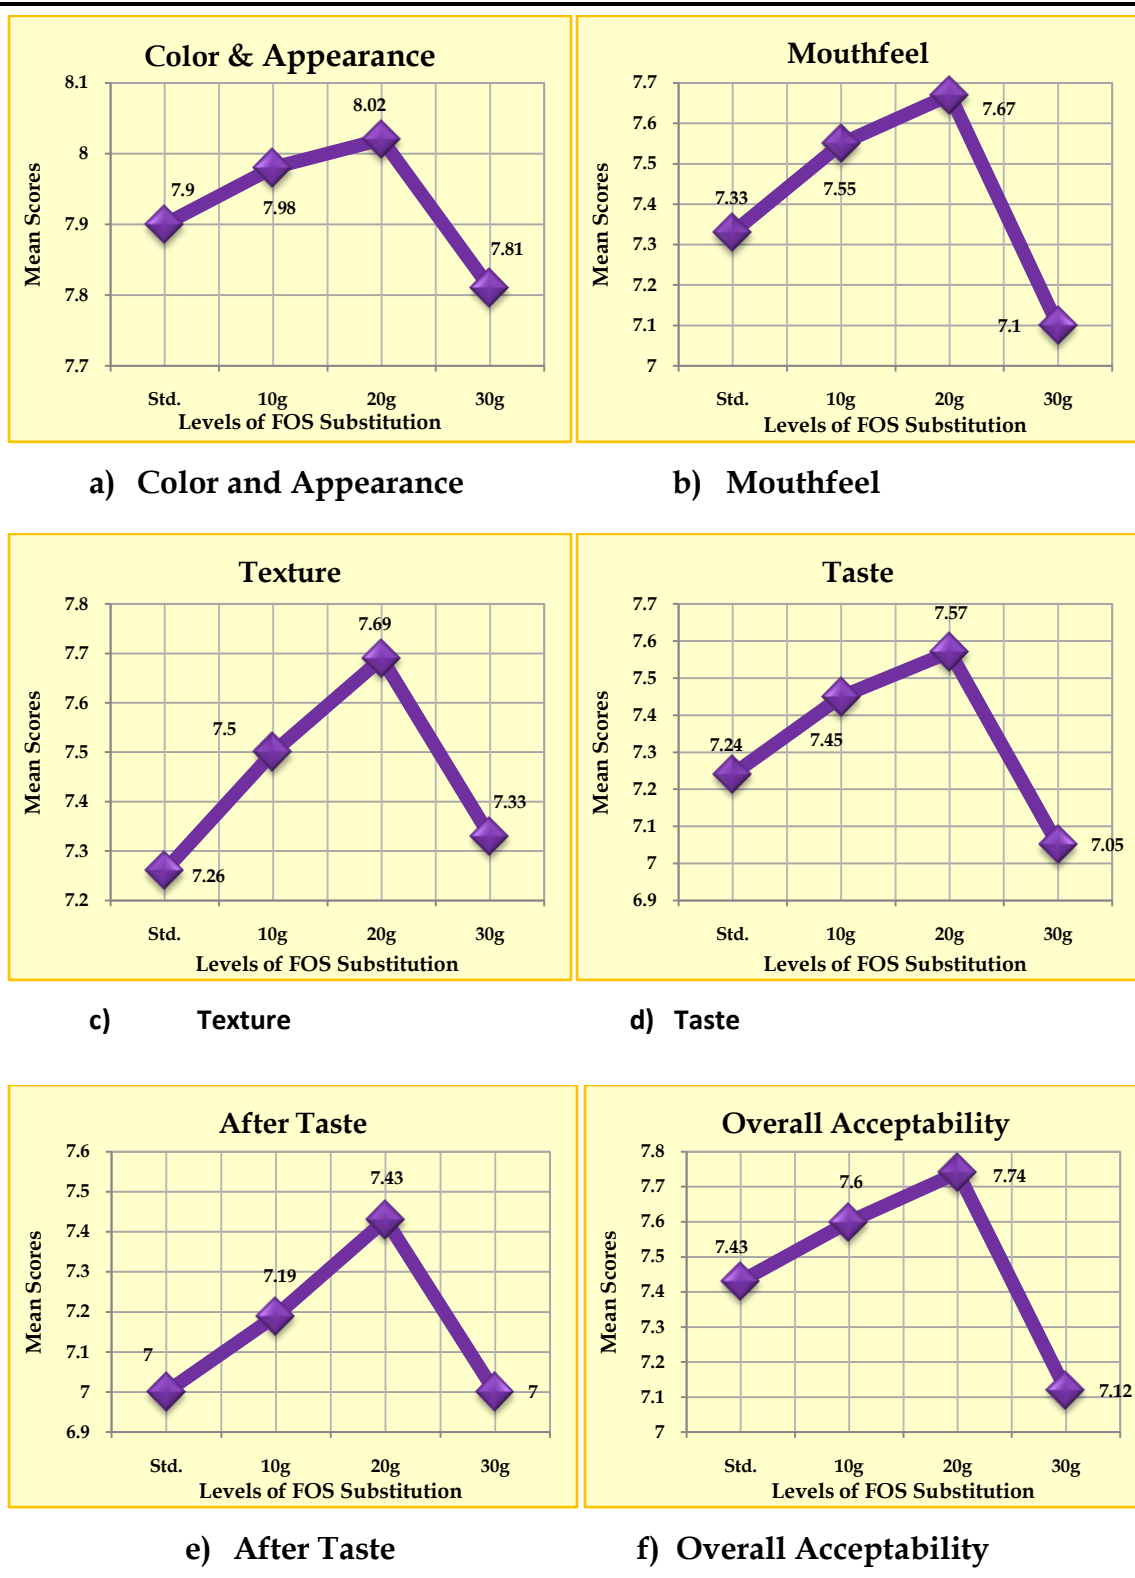 Color & Appearance
8.1
8
7.9
7.8
7.7
Mean Scores
7.9
7.98
8.02
7.81
Std. 10g 20g 30g
Levels of FOS Substitution
Mouthfeel
7.7
7.6
7.5
7.4
7.3
7.2
7.1
7
Mean Scores
7.33
7.55
7.67
7.1
Std. 10g 20g 30g
Levels of FOS Substitution
a) Color and Appearance
b) Mouthfeel
Texture
7.8
7.7
7.6
7.5
7.4
7.3
7.2
Mean Scores
7.26
7.5
7.69
7.33
Std. 10g 20g 30g
Levels of FOS Substitution
Taste
7.7
7.6
7.5
7.4
7.3
7.2
7.1
7
6.9
Mean Scores
7.24
7.45
7.57
7.05
Std. 10g 20g 30g
Levels of FOS Substitution
c) Texture
d) Taste
After Taste
7.6
7.5
7.4
7.3
7.2
7.1
7
6.9
Mean Scores
7
7.19
7.43
7
Std. 10g 20g 30g
Levels of FOS Substitution
Overall Acceptability
7.8
7.7
7.6
7.5
7.4
7.3
7.2
7.1
7
Mean Scores
7.43
7.6
7.74
7.12
Std. 10g 20g 30g
Levels of FOS Substitution
e) After Taste
f) Overall Acceptability